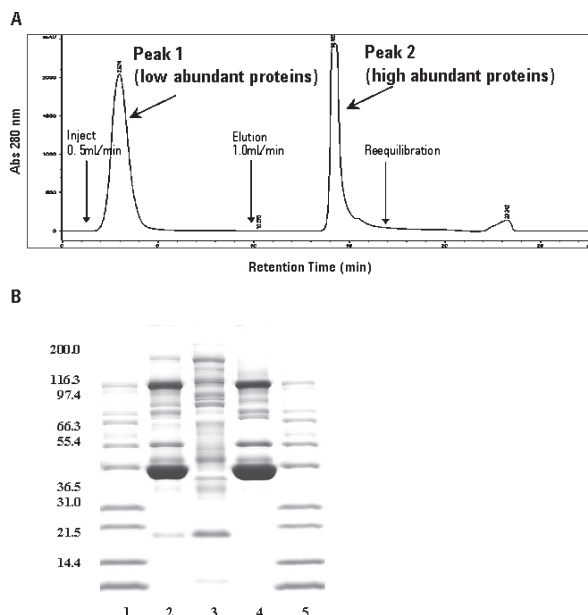 A
Peak 1
(low abundant proteins)
Peak 2
(high abundant proteins)
Inject
0.5mL/min
Elution
1.0mL/min
Reequilibration
Abs 280 nm
Retention Time (min)
B
200.0
116.3
97.4
66.3
55.4
36.5
31.0
21.5
14.4
1 2 3 4 5